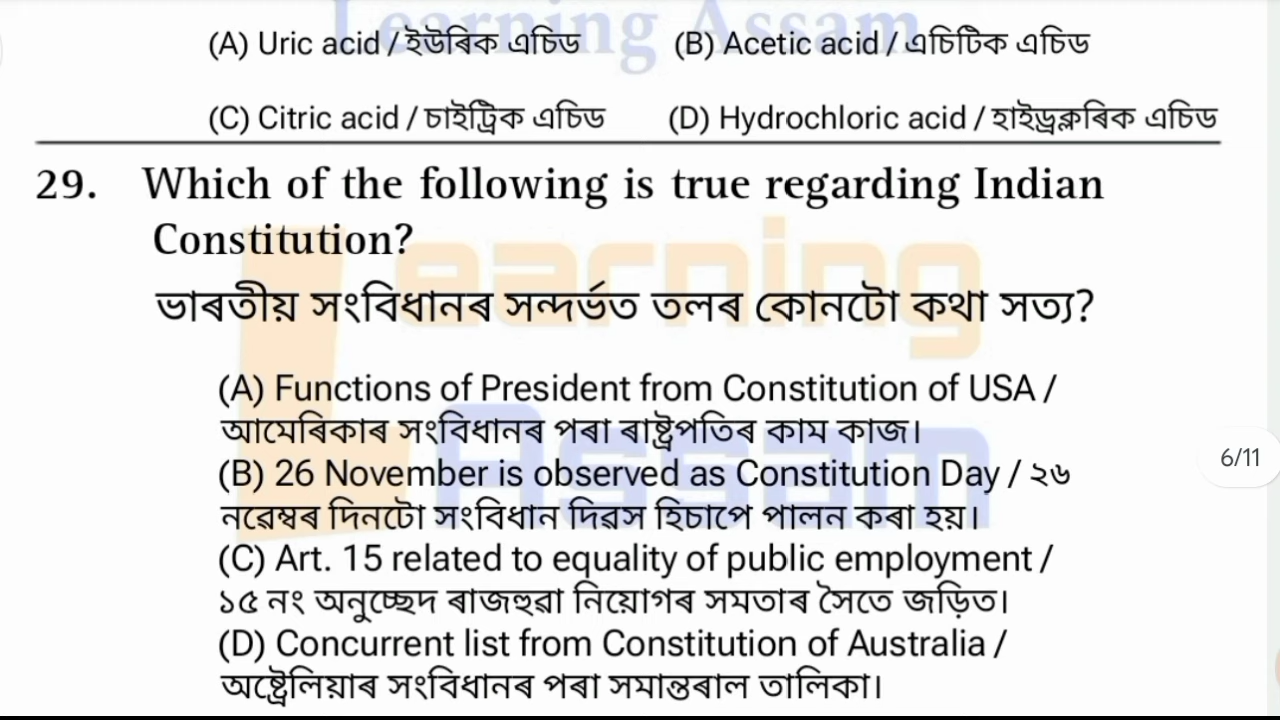 Learning Assam
(A) Uric acid / ইউৰিক এচিড (B) Acetic acid / এচিটিক এচিড
(C) Citric acid / চাইট্রিক এচিড (D) Hydrochloric acid / হাইড্ৰক্লৰিক এচিড
29. Which of the following is true regarding Indian
Constitution?
ভাৰতীয় সংবিধানৰ সন্দৰ্ভত তলৰ কোনটো কথা সত্য?
(A) Functions of President from Constitution of USA /
আমেৰিকাৰ সংবিধানৰ পৰা ৰাষ্ট্ৰপতিৰ কাম কাজ।
(B) 26 November is observed as Constitution Day / ২৬
নৱেম্বৰ দিনটো সংবিধান দিৱস হিচাপে পালন কৰা হয়।
(C) Art. 15 related to equality of public employment /
১৫ নং অনুচ্ছেদ ৰাজহুৱা নিয়োগৰ সমতাৰ সৈতে জড়িত।
(D) Concurrent list from Constitution of Australia /
অষ্ট্ৰেলিয়াৰ সংবিধানৰ পৰা সমান্তৰাল তালিকা।
Learning
Assam
6/11